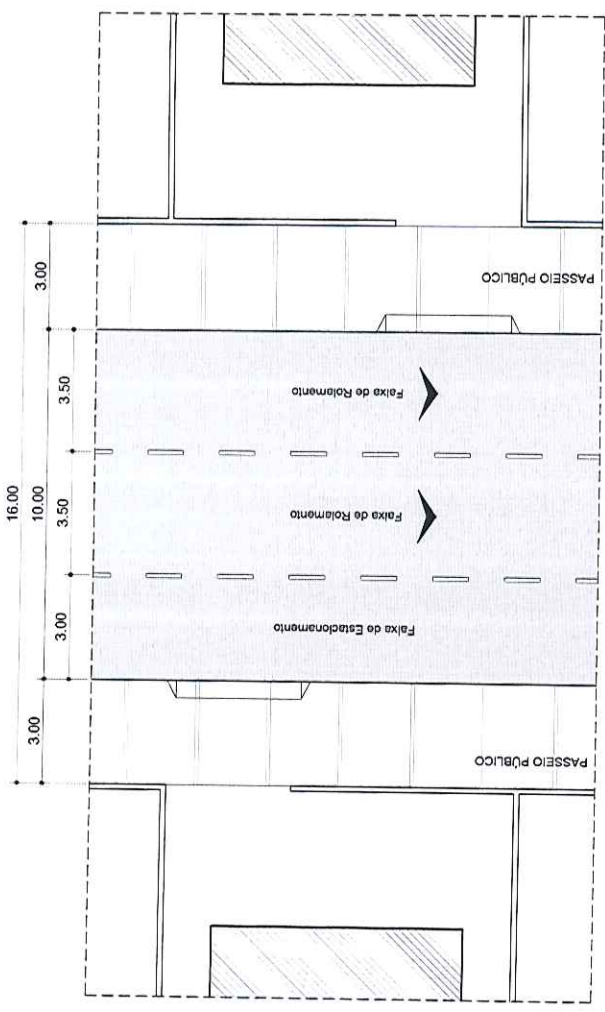 16.00
3.00
10.00
3.00
3.00
3.50
3.50
PASSEIO PÚBLICO
Faixa de Estacionamento
Faixa de Rolamento
Faixa de Rolamento
PASSEIO PÚBLICO